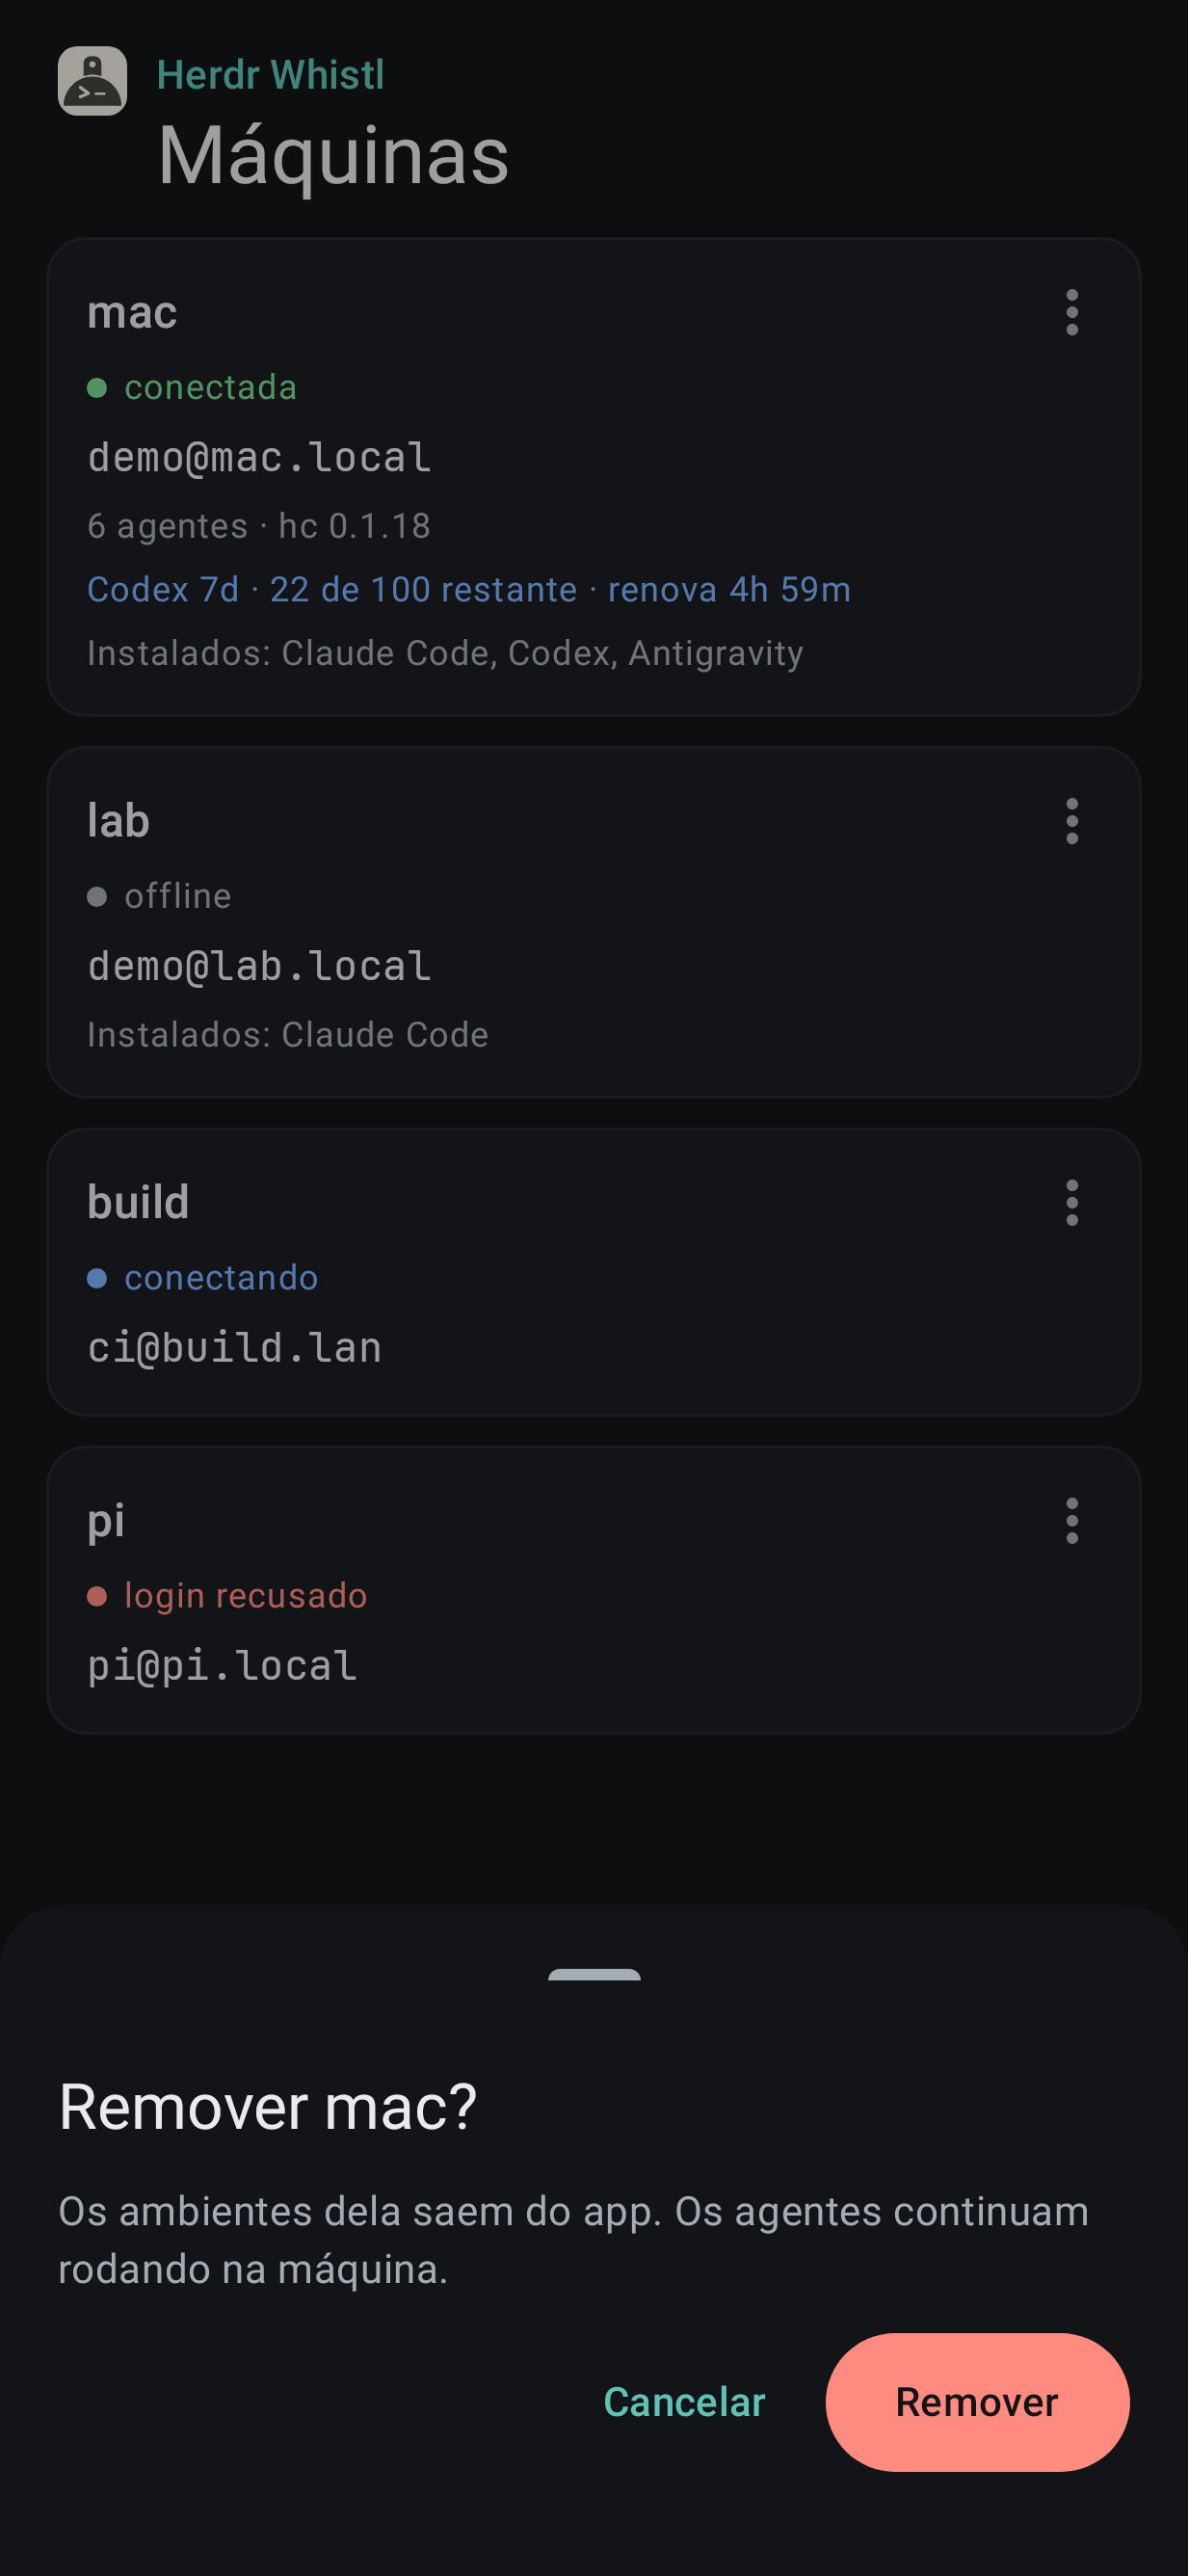 Herdr Whistl
Máquinas
mac
conectada
demo@mac.local
6 agentes · hc 0.1.18
Codex 7d · 22 de 100 restante · renova 4h 59m
Instalados: Claude Code, Codex, Antigravity
lab
offline
demo@lab.local
Instalados: Claude Code
build
conectando
ci@build.lan
pi
login recusado
pi@pi.local
Remover mac?
Os ambientes dela saem do app. Os agentes continuam
rodando na máquina.
Cancelar
Remover